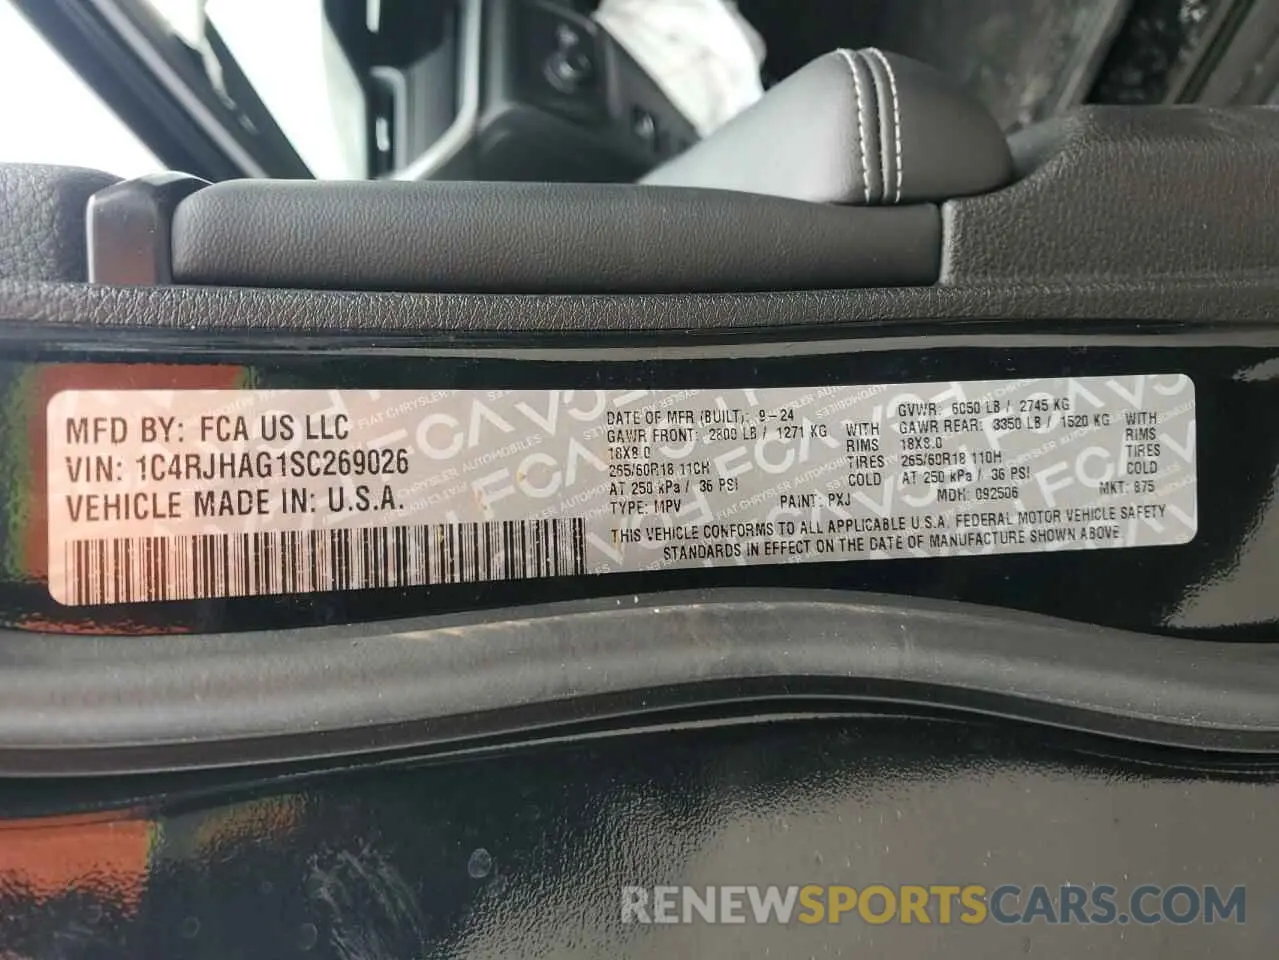 MFD BY: FCA US LLC
VIN: 1C4RJHAG1SC269026
VEHICLE MADE IN: U.S.A.
DATE OF MFR (BUILT): 9-24
GVWR: 6050 LB / 2745 KG
GAWR FRONT: 2800 LB / 1271 KG WITH
18X8.0 RIMS
265/60R18 110H TIRES
AT 250 kPa / 36 PSI COLD
GAWR REAR: 3350 LB / 1520 KG WITH
18X8.0 RIMS
265/60R18 110H TIRES
AT 250 kPa / 36 PSI COLD
TYPE: MPV PAINT: PXJ MDH: 092506 MKT: 875
THIS VEHICLE CONFORMS TO ALL APPLICABLE U.S.A. FEDERAL MOTOR VEHICLE SAFETY
STANDARDS IN EFFECT ON THE DATE OF MANUFACTURE SHOWN ABOVE.
RENEWSPORTSCARS.COM